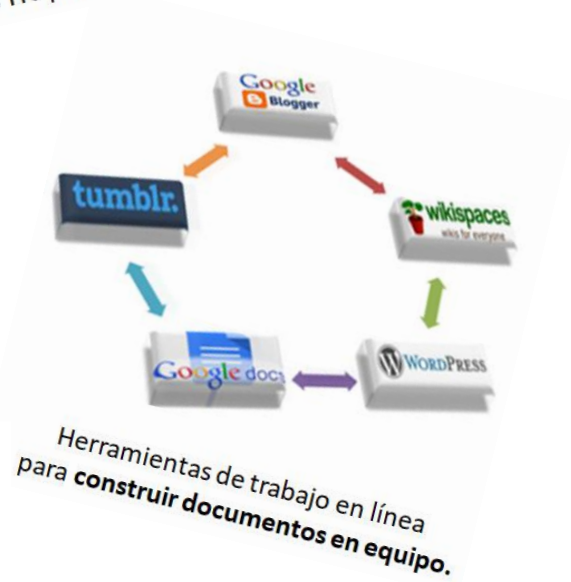 Google
Blogger
tumblr.
wikispaces
wikis for everyone
Google docs
WORDPRESS
Herramientas de trabajo en línea
para construir documentos en equipo.